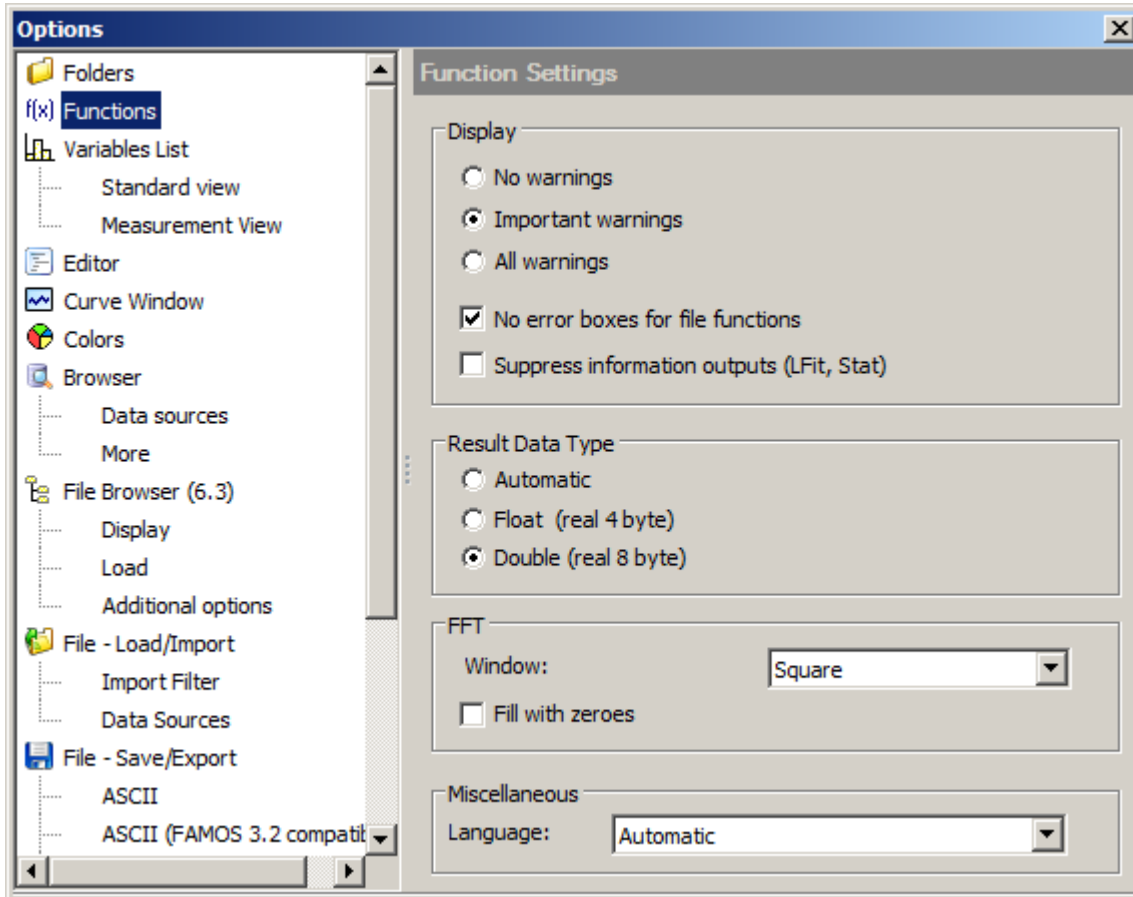 Options
Folders
f(x) Functions
Variables List
Standard view
Measurement View
Editor
Curve Window
Colors
Browser
Data sources
More
File Browser (6.3)
Display
Load
Additional options
File - Load/Import
Import Filter
Data Sources
File - Save/Export
ASCII
ASCII (FAMOS 3.2
Function Settings
Display
No warnings
Important warnings
All warnings
No error boxes for file functions
Suppress information outputs (LFit, Stat)
Result Data Type
Automatic
Float (real 4 byte)
Double (real 8 byte)
FFT
Window: Square
Fill with zeroes
Miscellaneous
Language: Automatic